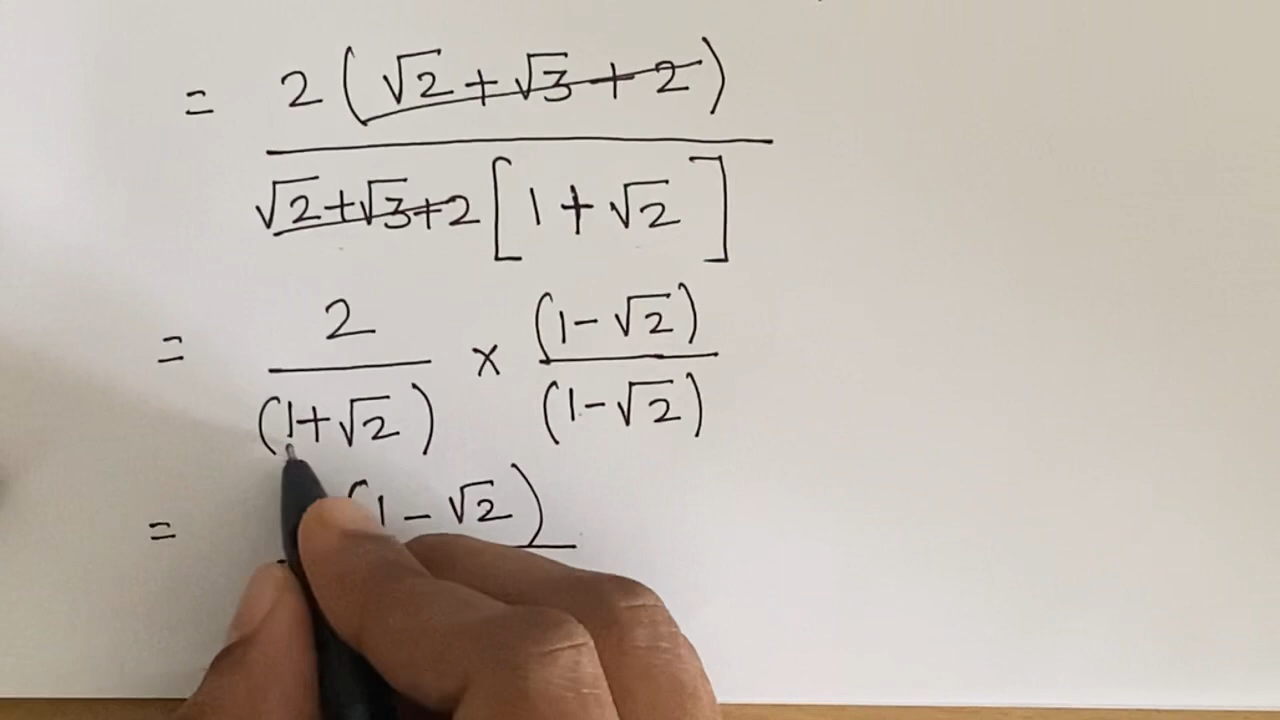 = 2 (√2 + √3 + 2)
√2 + √3 + 2 [1 + √2]
= 2 × (1 - √2)
(1 + √2) (1 - √2)
= (1 - √2)